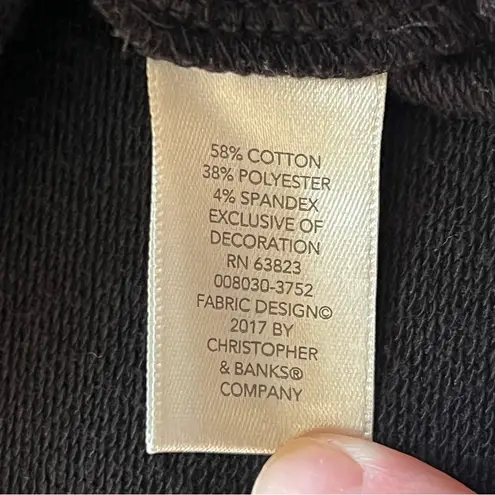 58% COTTON
38% POLYESTER
4% SPANDEX
EXCLUSIVE OF
DECORATION
RN 63823
008030-3752
FABRIC DESIGN©
2017 BY
CHRISTOPHER
& BANKS®
COMPANY